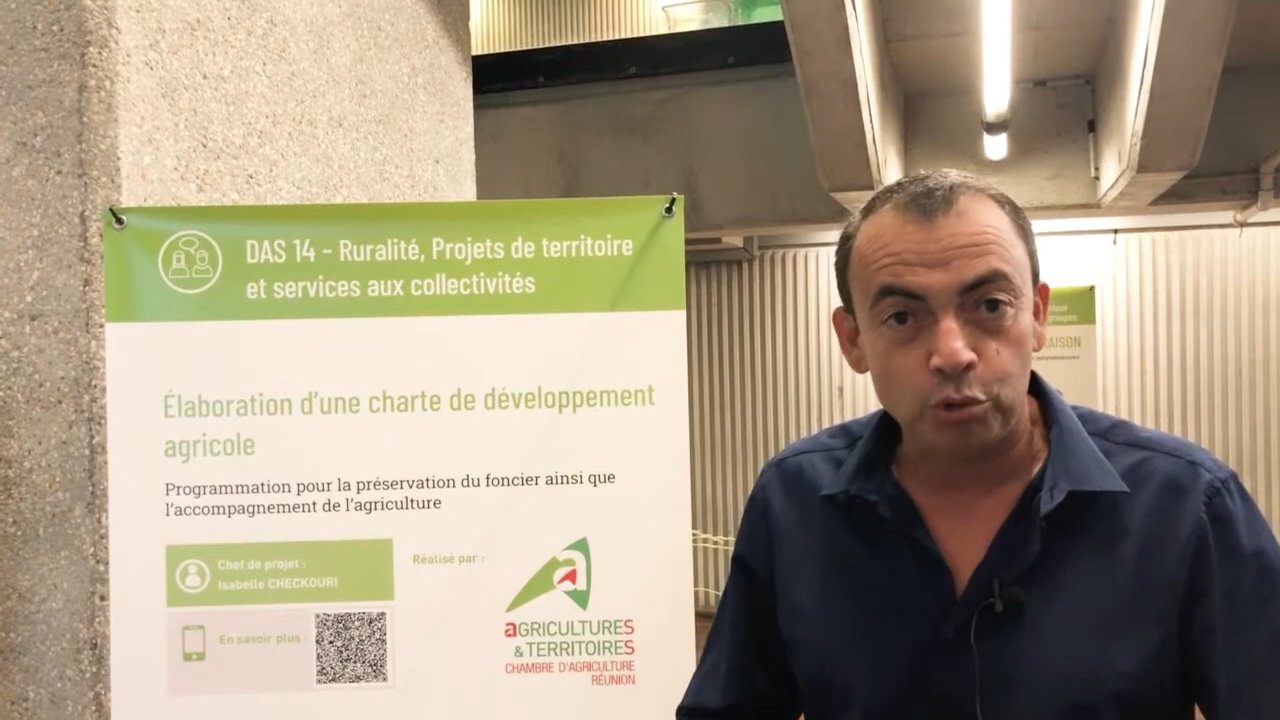 DAS 14 - Ruralité, Projets de territoire
et services aux collectivités
Élaboration d'une charte de développement
agricole
Programmation pour la préservation du foncier ainsi que
l'accompagnement de l'agriculture
Chef de projet :
Isabelle CHECKOURI
En savoir plus :
Réalisé par :
aGRICULTURES
& TERRITOIRES
CHAMBRE D'AGRICULTURE
RÉUNION